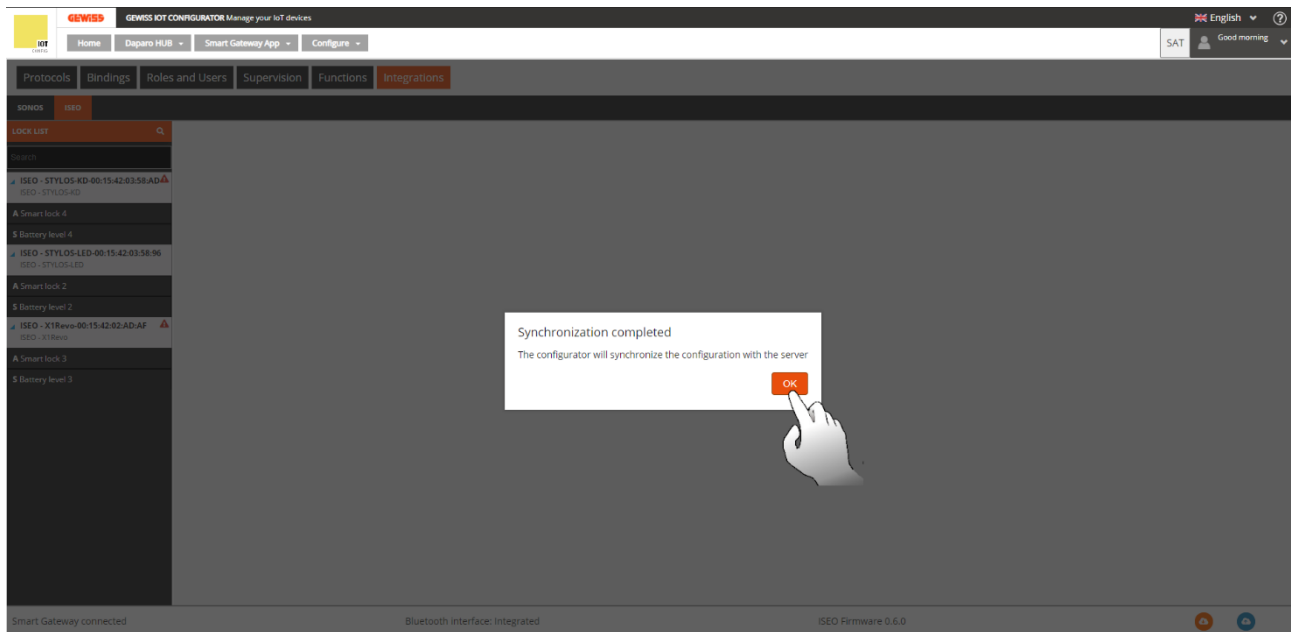 GEWISS
GEWISS IOT CONFIGURATOR Manage your IoT devices
English
?
IOT
CONFIG
Home
Daparo HUB
Smart Gateway App
Configure
SAT
Good morning
Protocols
Bindings
Roles and Users
Supervision
Functions
Integrations
SONOS
ISEO
LOCK LIST
Search
ISEO - STYLOS-KD-00:15:42:03:58:AD
ISEO - STYLOS-KD
A Smart lock 4
S Battery level 4
ISEO - STYLOS-LED-00:15:42:03:58:96
ISEO - STYLOS-LED
A Smart lock 2
S Battery level 2
ISEO - X1Revo-00:15:42:02:AD:AF
ISEO - X1Revo
A Smart lock 3
S Battery level 3
Synchronization completed
The configurator will synchronize the configuration with the server
OK
Smart Gateway connected
Bluetooth interface: Integrated
ISEO Firmware 0.6.0